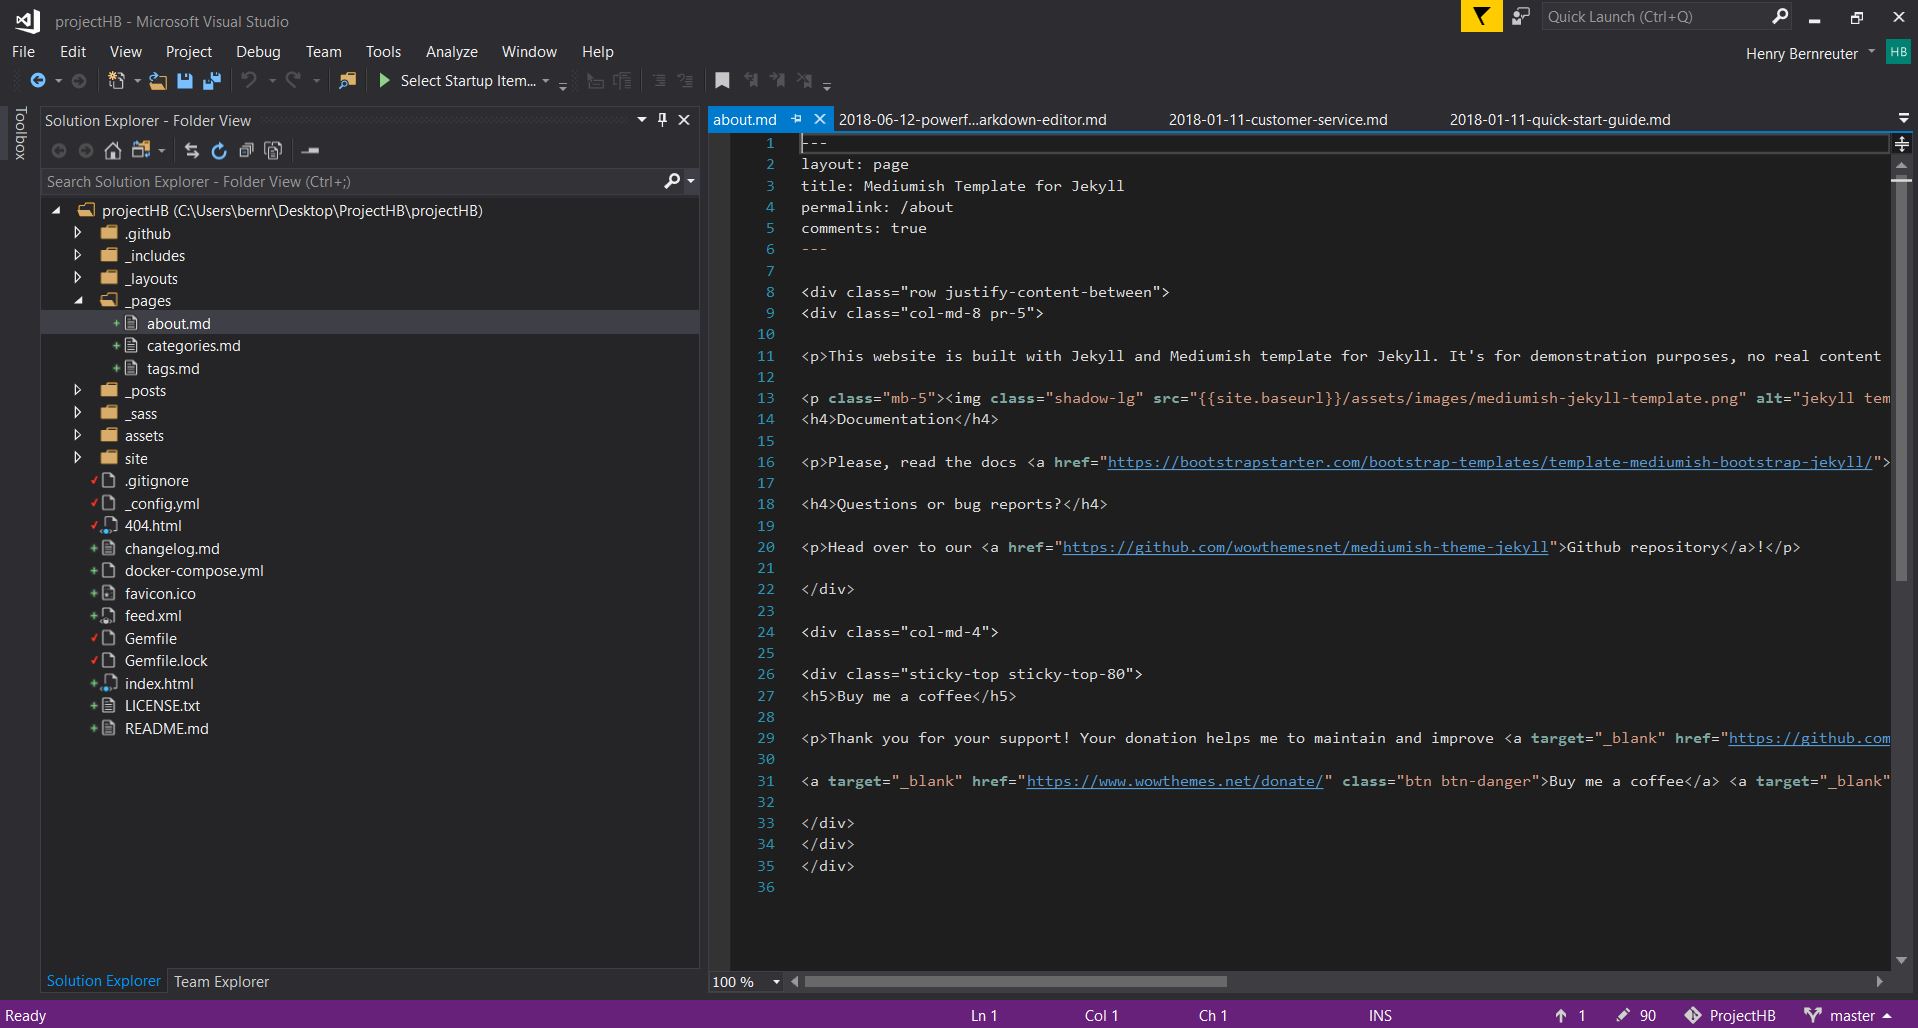 projectHB - Microsoft Visual Studio
Quick Launch (Ctrl+Q)
File Edit View Project Debug Team Tools Analyze Window Help
Henry Bernreuter HB
Select Startup Item...
Toolbox
Solution Explorer - Folder View
Search Solution Explorer - Folder View (Ctrl+;)
projectHB (C:\Users\bernr\Desktop\ProjectHB\projectHB)
.github
_includes
_layouts
_pages
about.md
categories.md
tags.md
_posts
_sass
assets
site
.gitignore
_config.yml
404.html
changelog.md
docker-compose.yml
favicon.ico
feed.xml
Gemfile
Gemfile.lock
index.html
LICENSE.txt
README.md
Solution Explorer Team Explorer
about.md 2018-06-12-powerf...arkdown-editor.md 2018-01-11-customer-service.md 2018-01-11-quick-start-guide.md
1 ---
2 layout: page
3 title: Mediumish Template for Jekyll
4 permalink: /about
5 comments: true
6 ---
7
8 <div class="row justify-content-between">
9 <div class="col-md-8 pr-5">
10
11 <p>This website is built with Jekyll and Mediumish template for Jekyll. It's for demonstration purposes, no real content
12
13 <p class="mb-5"><img class="shadow-lg" src="{{site.baseurl}}/assets/images/mediumish-jekyll-template.png" alt="jekyll tem
14 <h4>Documentation</h4>
15
16 <p>Please, read the docs <a href="https://bootstrapstarter.com/bootstrap-templates/template-mediumish-bootstrap-jekyll/">
17
18 <h4>Questions or bug reports?</h4>
19
20 <p>Head over to our <a href="https://github.com/wowthemesnet/mediumish-theme-jekyll">Github repository</a>!</p>
21
22 </div>
23
24 <div class="col-md-4">
25
26 <div class="sticky-top sticky-top-80">
27 <h5>Buy me a coffee</h5>
28
29 <p>Thank you for your support! Your donation helps me to maintain and improve <a target="_blank" href="https://github.com
30
31 <a target="_blank" href="https://www.wowthemes.net/donate/" class="btn btn-danger">Buy me a coffee</a> <a target="_blank"
32
33 </div>
34 </div>
35 </div>
36
100 %
Ready Ln 1 Col 1 Ch 1 INS 1 90 ProjectHB master